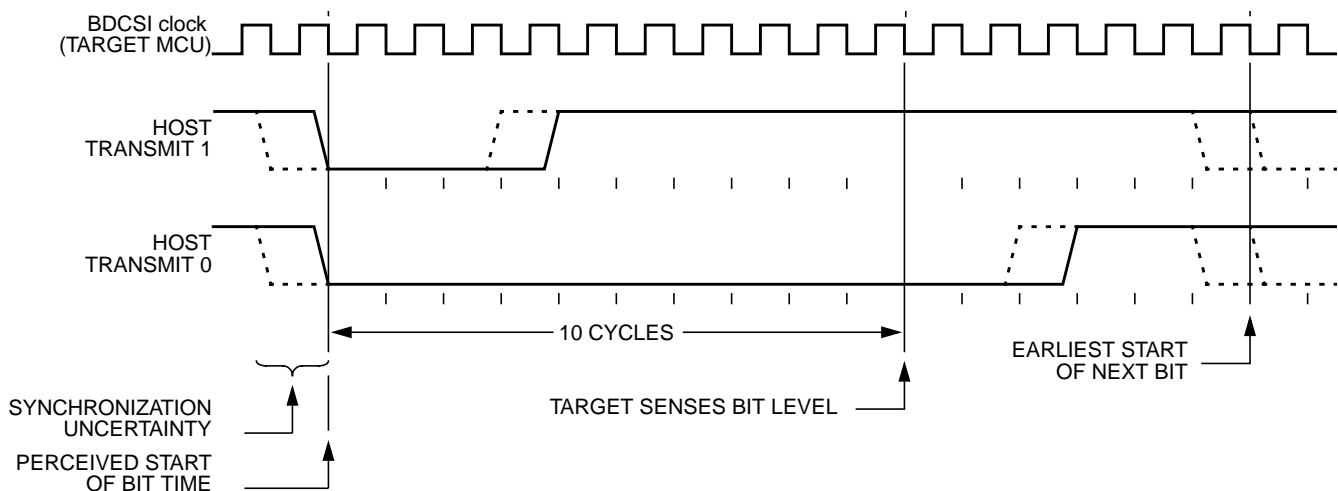 BDCSI clock
(TARGET MCU)
HOST
TRANSMIT 1
HOST
TRANSMIT 0
10 CYCLES
EARLIEST START
OF NEXT BIT
TARGET SENSES BIT LEVEL
SYNCHRONIZATION
UNCERTAINTY
PERCEIVED START
OF BIT TIME